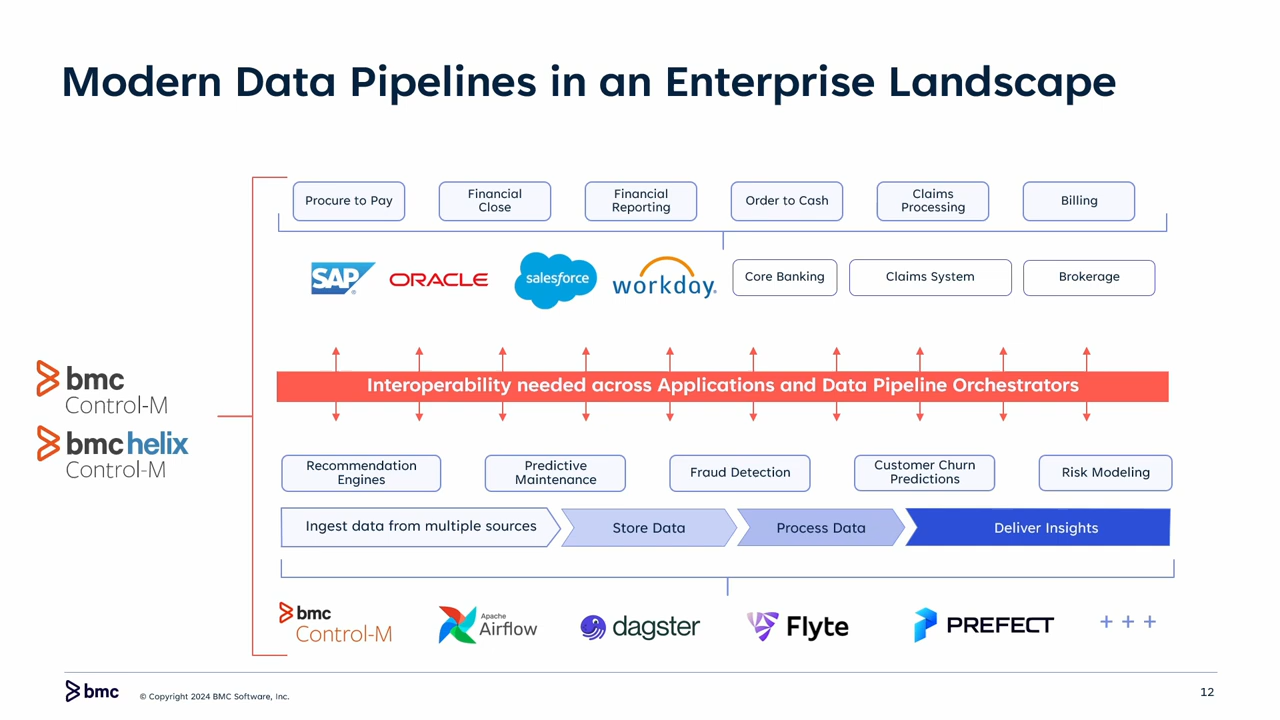 Modern Data Pipelines in an Enterprise Landscape
Procure to Pay
Financial
Close
Financial
Reporting
Order to Cash
Claims
Processing
Billing
SAP®
ORACLE
salesforce
workday®
Core Banking
Claims System
Brokerage
bmc
Control-M
bmc helix
Control-M
Interoperability needed across Applications and Data Pipeline Orchestrators
Recommendation
Engines
Predictive
Maintenance
Fraud Detection
Customer Churn
Predictions
Risk Modeling
Ingest data from multiple sources
Store Data
Process Data
Deliver Insights
bmc
Control-M
Apache
Airflow
dagster
Flyte
PREFECT
+ + +
bmc
© Copyright 2024 BMC Software, Inc.
12